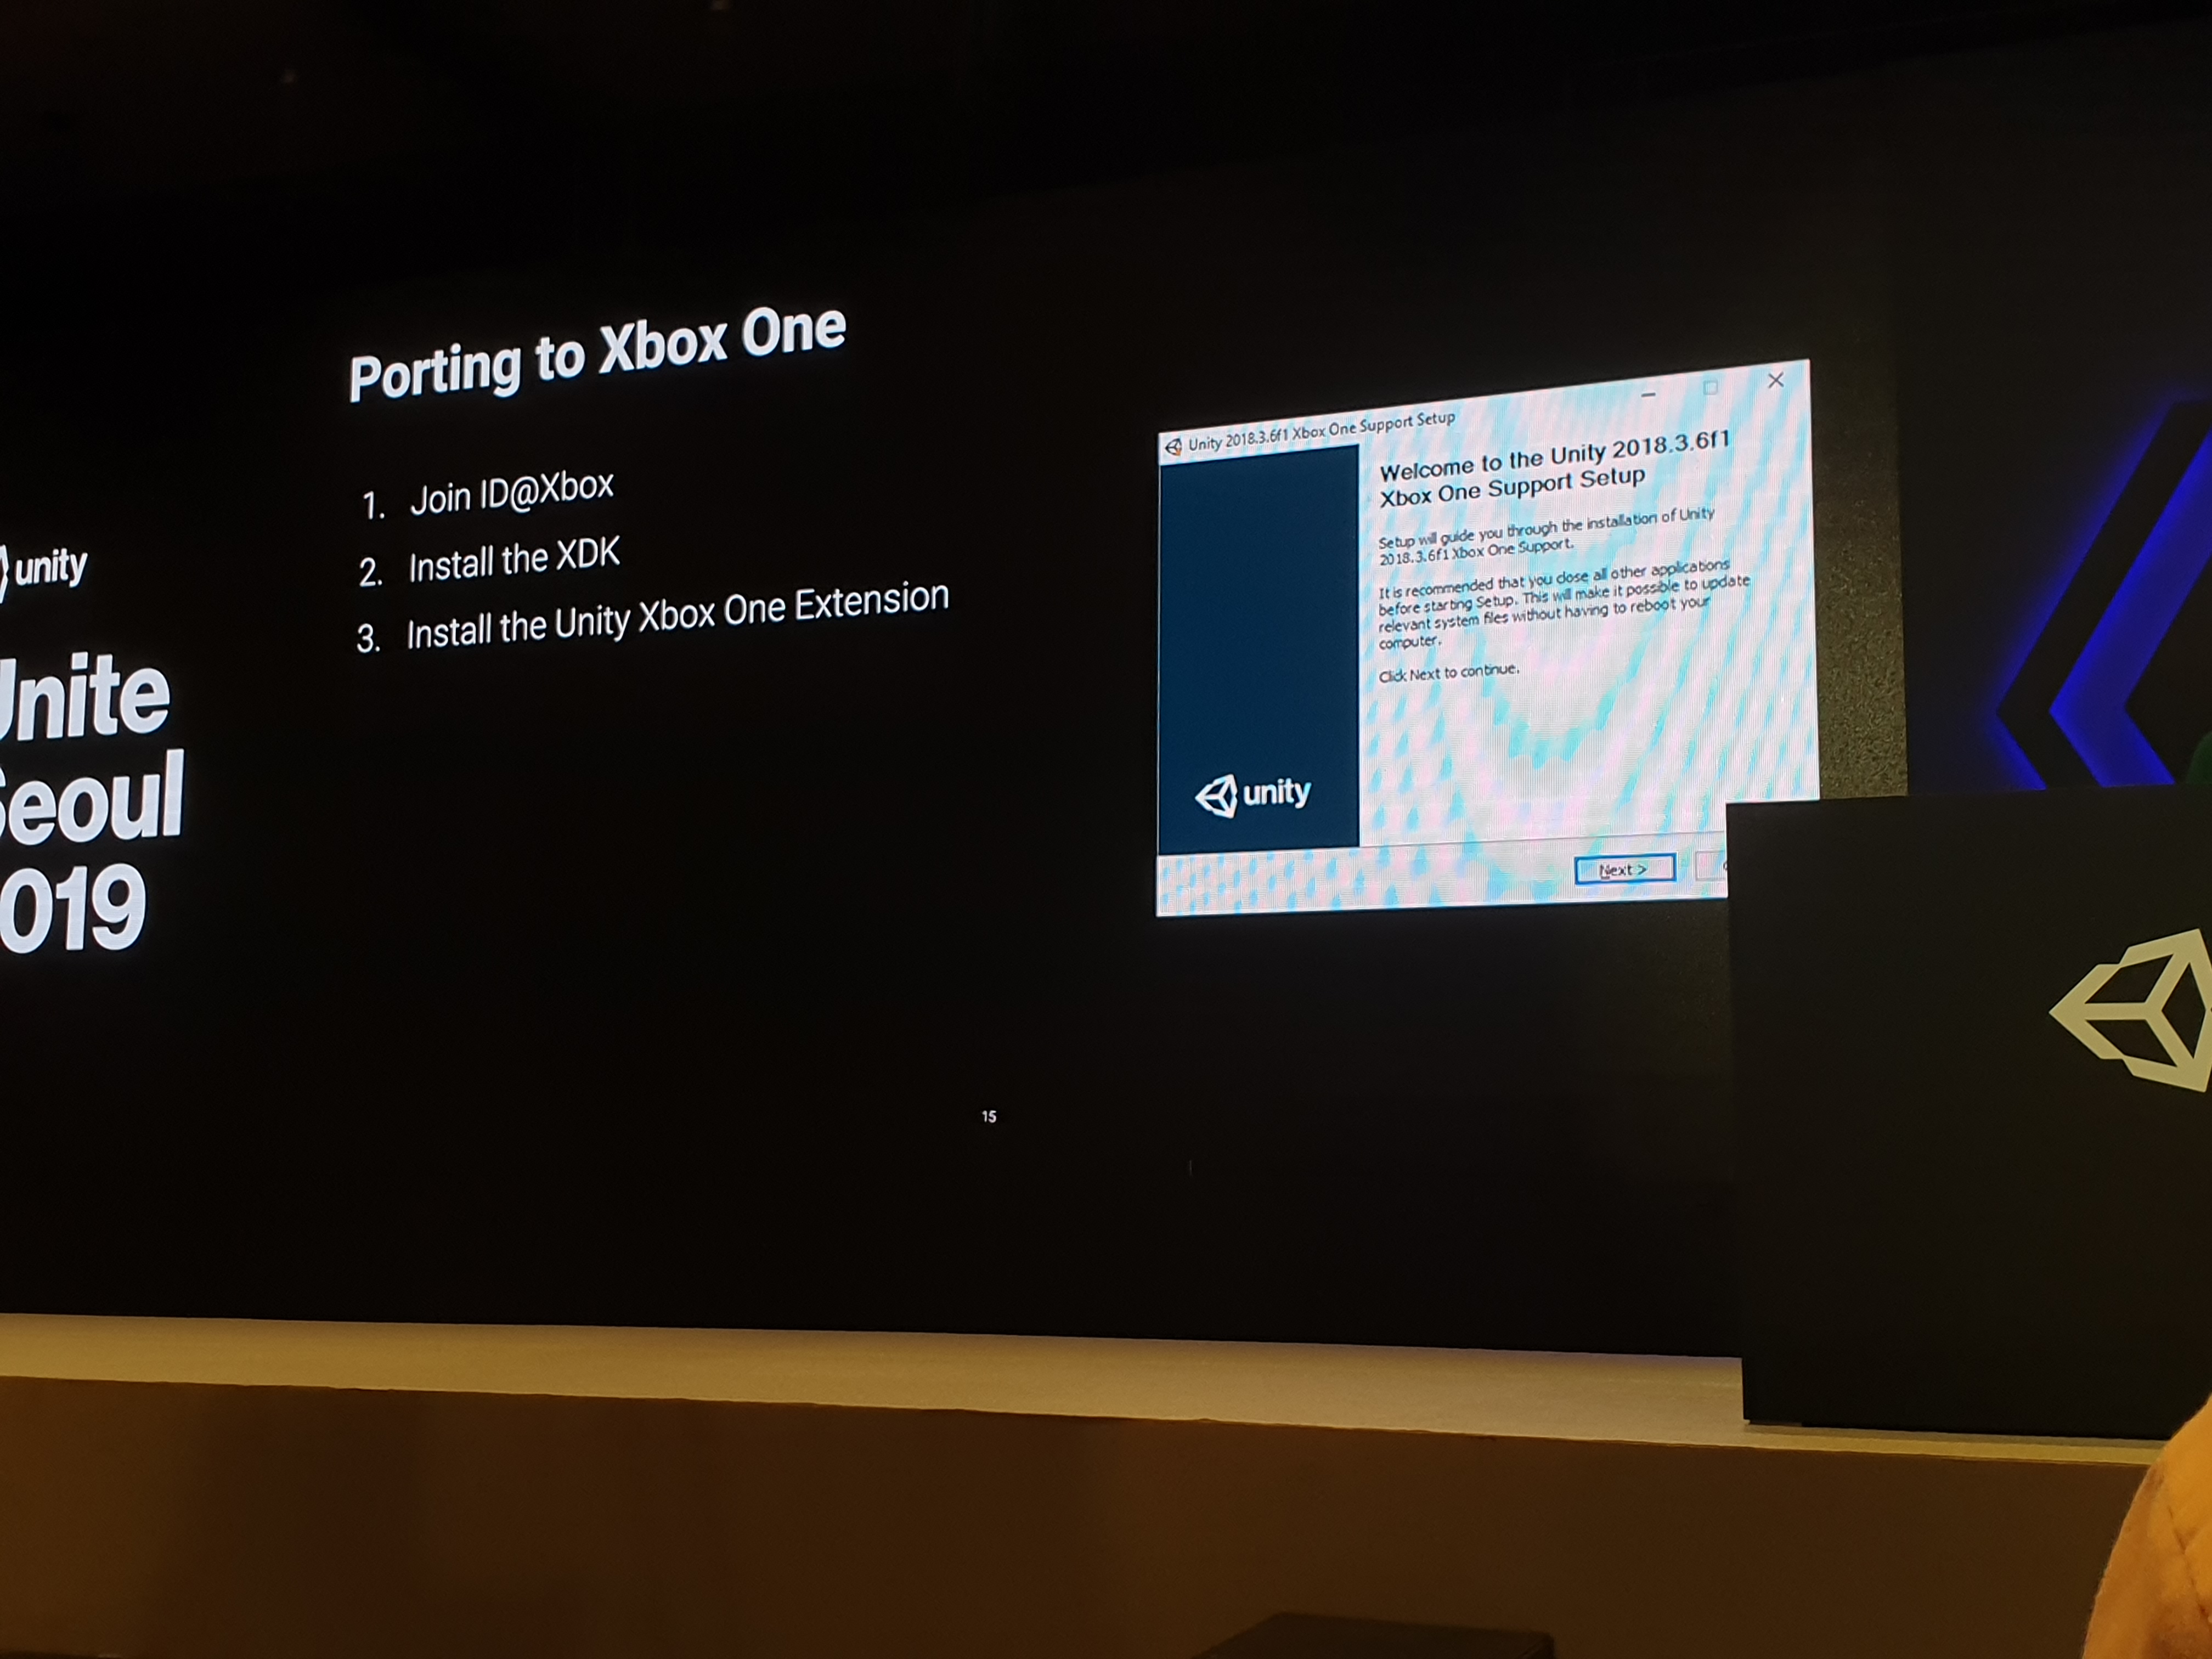 unity
Unite
Seoul
2019
Porting to Xbox One
1. Join ID@Xbox
2. Install the XDK
3. Install the Unity Xbox One Extension
15
Unity 2018.3.6f1 Xbox One Support Setup
Welcome to the Unity 2018.3.6f1
Xbox One Support Setup
Setup will guide you through the installation of Unity
2018.3.6f1 Xbox One Support.
It is recommended that you close all other applications
before starting Setup. This will make it possible to update
relevant system files without having to reboot your
computer.
Click Next to continue.
unity
Next >